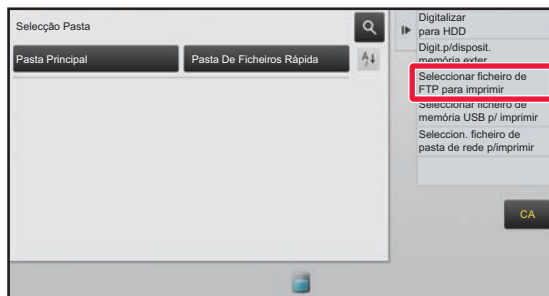 Selecção Pasta
Pasta Principal
Pasta De Ficheiros Rápida
Digitalizar
para HDD
Digit.p/disposit.
memória exter.
Seleccionar ficheiro de
FTP para imprimir
Seleccionar ficheiro de
memória USB p/ imprimir
Seleccion. ficheiro de
pasta de rede p/imprimir
CA